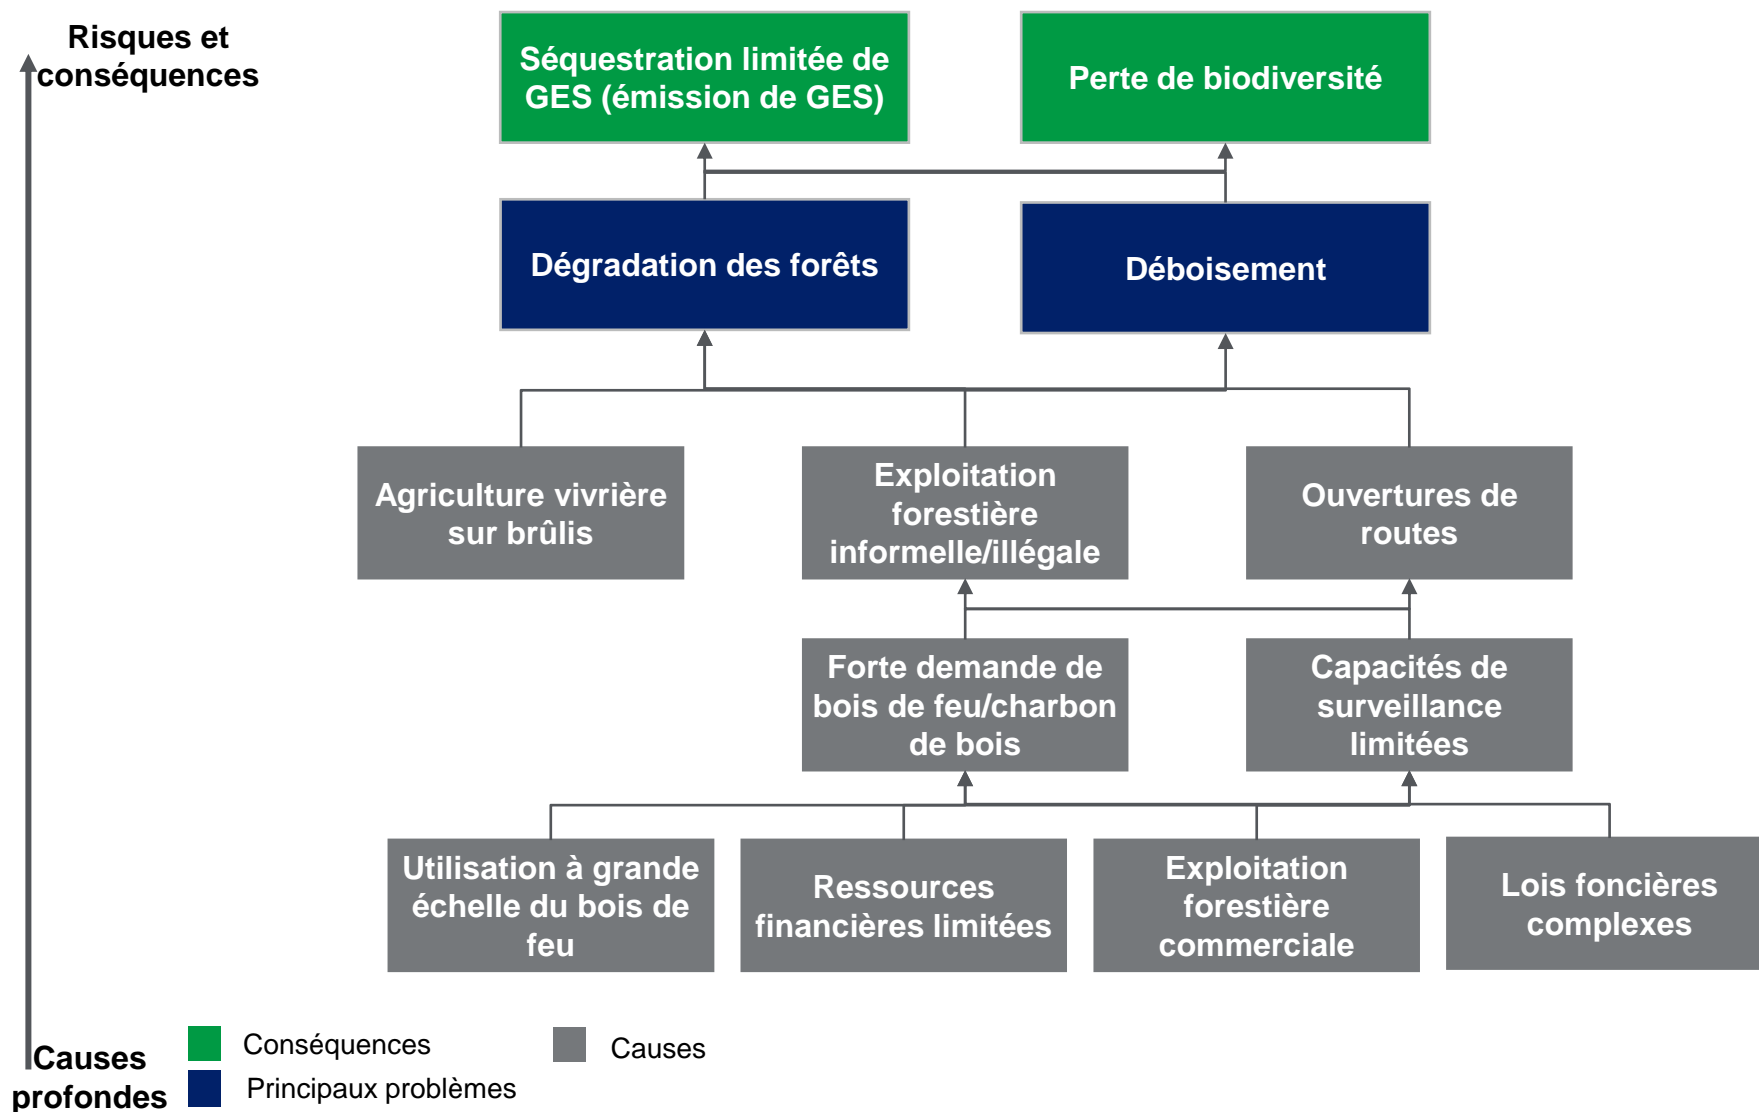 Risques et
conséquences
Séquestration limitée de
GES (émission de GES)
Perte de biodiversité
Dégradation des forêts
Déboisement
Agriculture vivrière
sur brûlis
Exploitation
forestière
informelle/illégale
Ouvertures de
routes
Forte demande de
bois de feu/charbon
de bois
Capacités de
surveillance
limitées
Utilisation à grande
échelle du bois de
feu
Ressources
financières limitées
Exploitation
forestière
commerciale
Lois foncières
complexes
Causes
profondes
Conséquences
Principaux problèmes
Causes